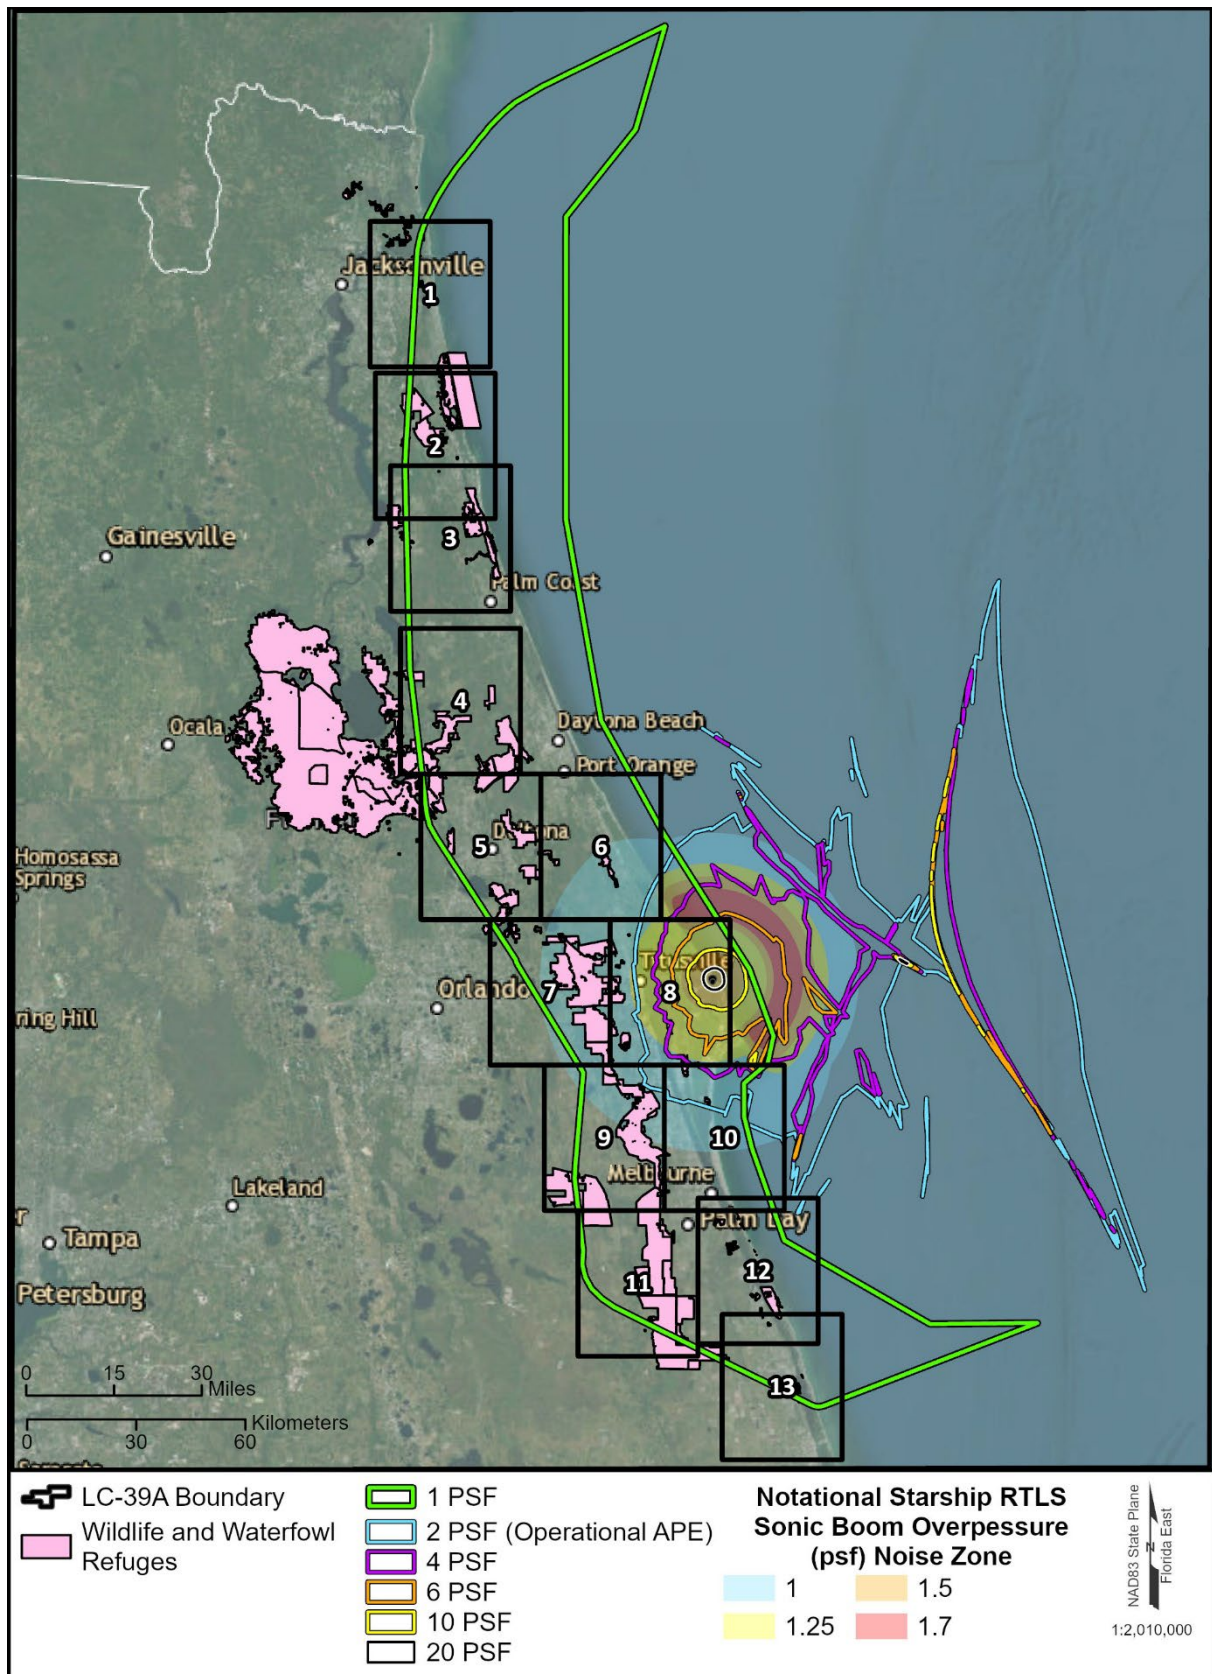 Jacksonville
1
2
3
Gainesville
Palm Coast
4
Ocala
Daytona Beach
Port Orange
5
Deltona
6
Homosassa
Springs
7
Titusville
8
Orlando
ring Hill
9
10
Melbourne
Lakeland
Palm Bay
r
Tampa
11
12
Petersburg
13
0 15 30
Miles
Kilometers
0 30 60
LC-39A Boundary
Wildlife and Waterfowl
Refuges
1 PSF
2 PSF (Operational APE)
4 PSF
6 PSF
10 PSF
20 PSF
Notational Starship RTLS
Sonic Boom Overpressure
(psf) Noise Zone
1 1.5
1.25 1.7
NAD83 State Plane
Florida East
N
1:2,010,000